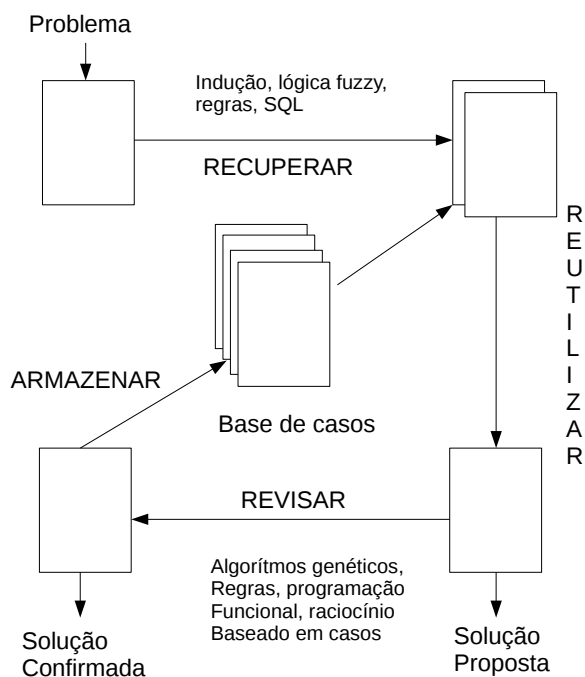 Problema
Indução, lógica fuzzy,
regras, SQL
RECUPERAR
REUTILIZAR
ARMAZENAR
Base de casos
REVISAR
Algorítmos genéticos,
Regras, programação
Funcional, raciocínio
Baseado em casos
Solução
Confirmada
Solução
Proposta